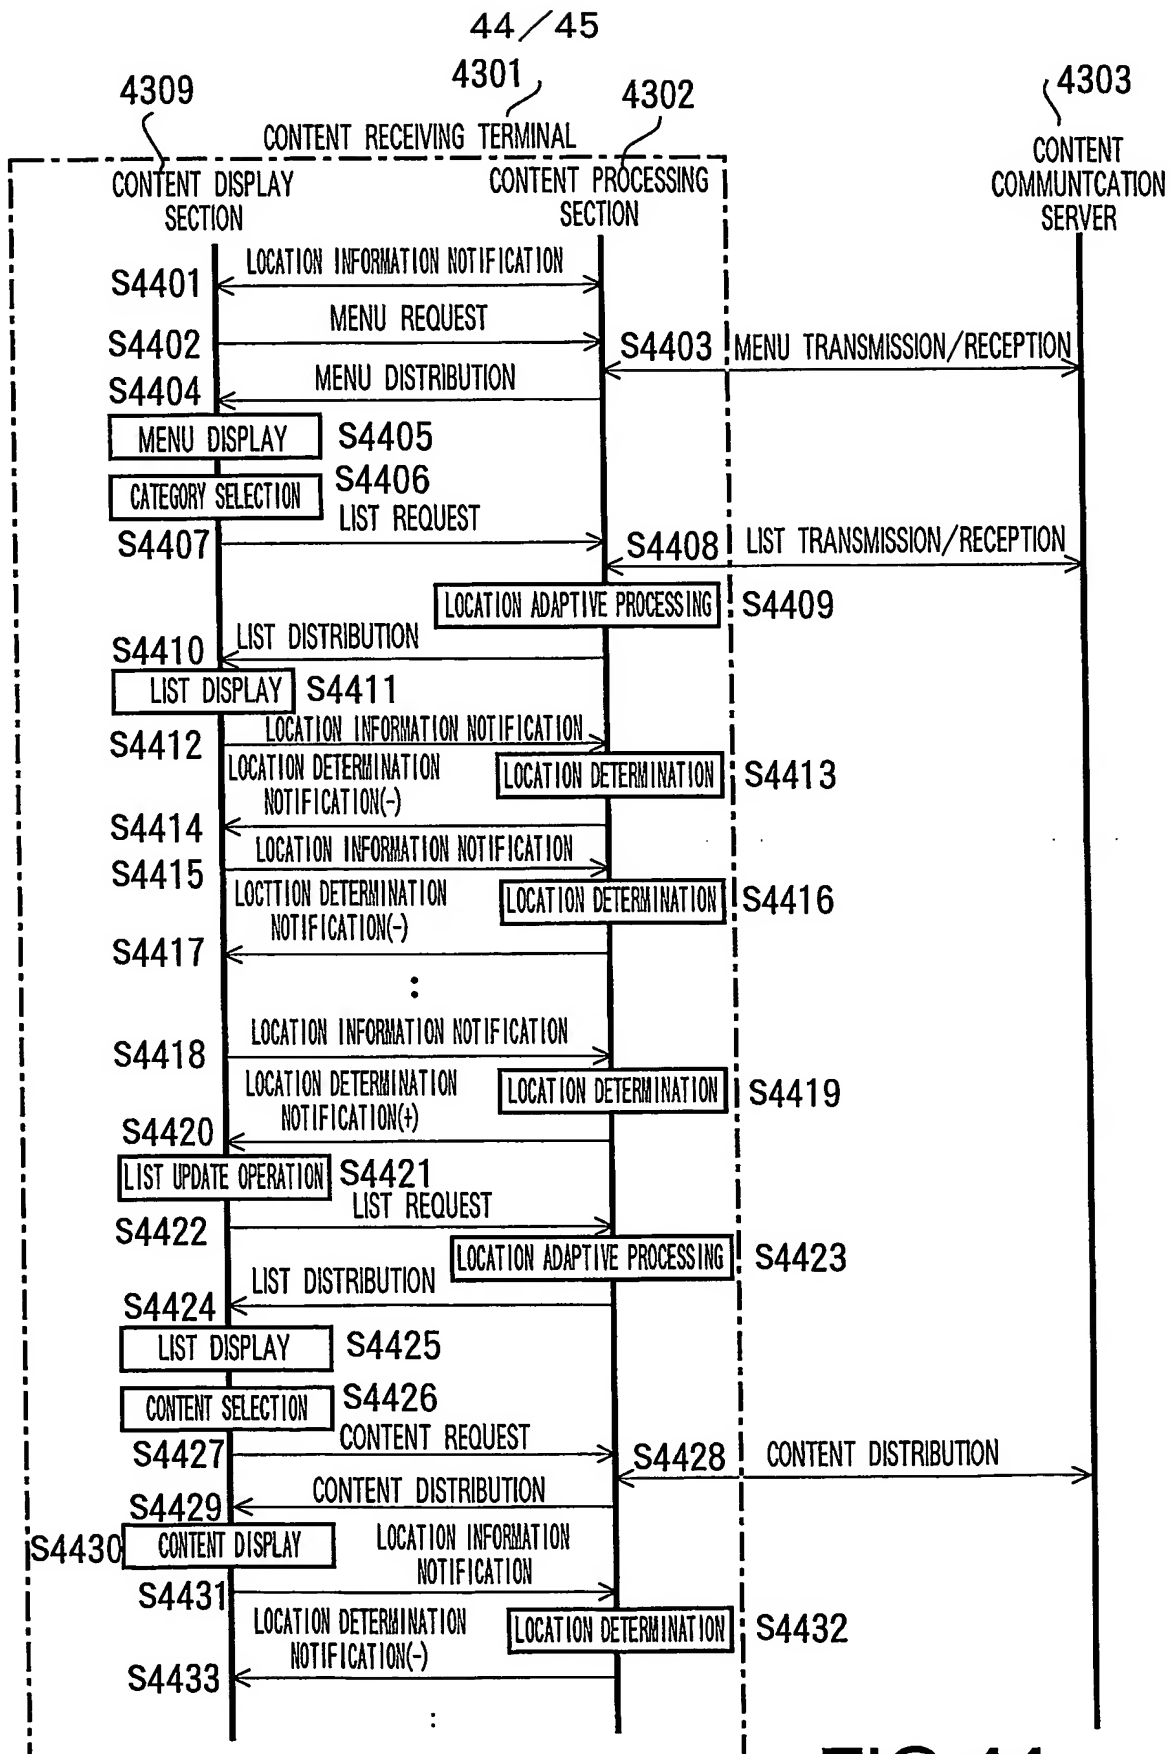 44/45
4309
4301
4302
4303
CONTENT RECEIVING TERMINAL
CONTENT DISPLAY
SECTION
CONTENT PROCESSING
SECTION
CONTENT
COMMUNTCATION
SERVER
S4401
LOCATION INFORMATION NOTIFICATION
S4402
MENU REQUEST
S4403
MENU TRANSMISSION/RECEPTION
S4404
MENU DISTRIBUTION
MENU DISPLAY
S4405
CATEGORY SELECTION
S4406
S4407
LIST REQUEST
S4408
LIST TRANSMISSION/RECEPTION
LOCATION ADAPTIVE PROCESSING
S4409
S4410
LIST DISTRIBUTION
LIST DISPLAY
S4411
S4412
LOCATION INFORMATION NOTIFICATION
LOCATION DETERMINATION
S4413
LOCATION DETERMINATION
NOTIFICATION(-)
S4414
S4415
LOCATION INFORMATION NOTIFICATION
LOCATION DETERMINATION
S4416
LOCTTION DETERMINATION
NOTIFICATION(-)
S4417
:
S4418
LOCATION INFORMATION NOTIFICATION
LOCATION DETERMINATION
S4419
LOCATION DETERMINATION
NOTIFICATION(+)
S4420
LIST UPDATE OPERATION
S4421
S4422
LIST REQUEST
LOCATION ADAPTIVE PROCESSING
S4423
S4424
LIST DISTRIBUTION
LIST DISPLAY
S4425
CONTENT SELECTION
S4426
S4427
CONTENT REQUEST
S4428
CONTENT DISTRIBUTION
S4429
CONTENT DISTRIBUTION
S4430
CONTENT DISPLAY
LOCATION INFORMATION
NOTIFICATION
S4431
LOCATION DETERMINATION
S4432
LOCATION DETERMINATION
NOTIFICATION(-)
S4433
: